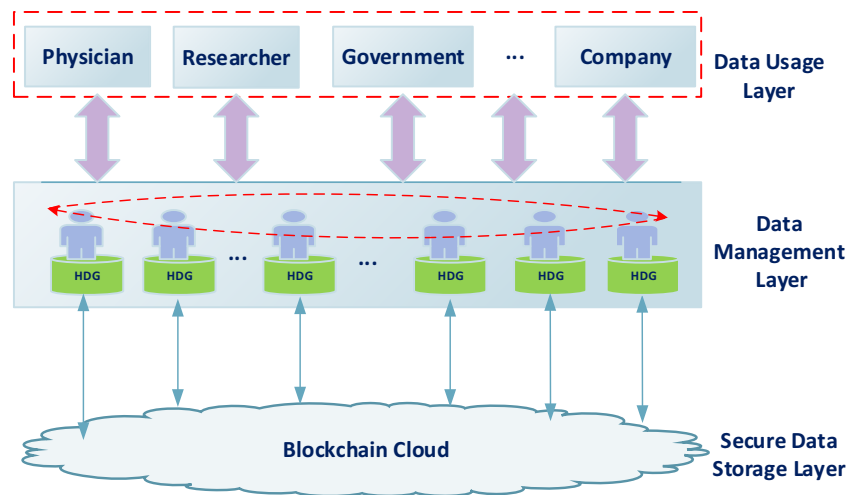 Physician
Researcher
Government
...
Company
Data Usage
Layer
HDG
HDG
...
HDG
...
HDG
HDG
HDG
Data
Management
Layer
Blockchain Cloud
Secure Data
Storage Layer